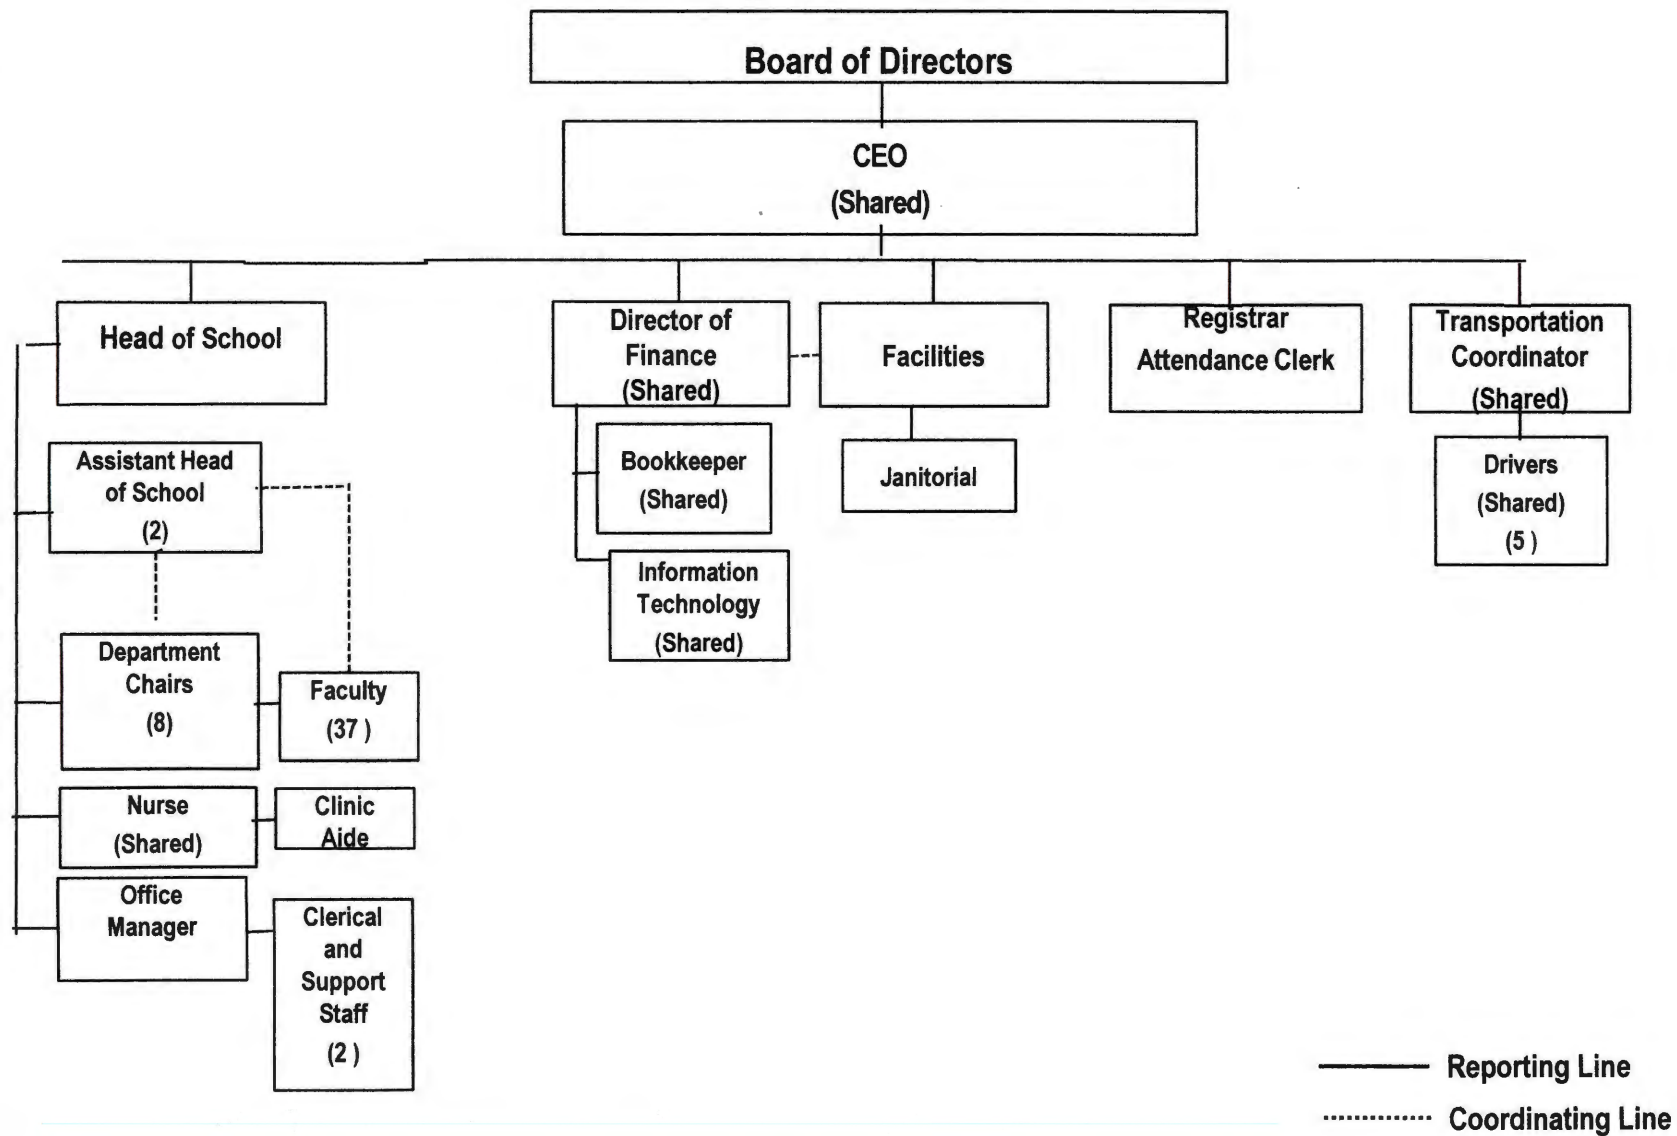 Board of Directors
CEO
(Shared)
Head of School
Director of
Finance
(Shared)
Facilities
Registrar
Attendance Clerk
Transportation
Coordinator
(Shared)
Assistant Head
of School
(2)
Bookkeeper
(Shared)
Janitorial
Drivers
(Shared)
(5 )
Information
Technology
(Shared)
Department
Chairs
(8)
Faculty
(37 )
Nurse
(Shared)
Clinic
Aide
Office
Manager
Clerical
and
Support
Staff
(2 )
Reporting Line
Coordinating Line